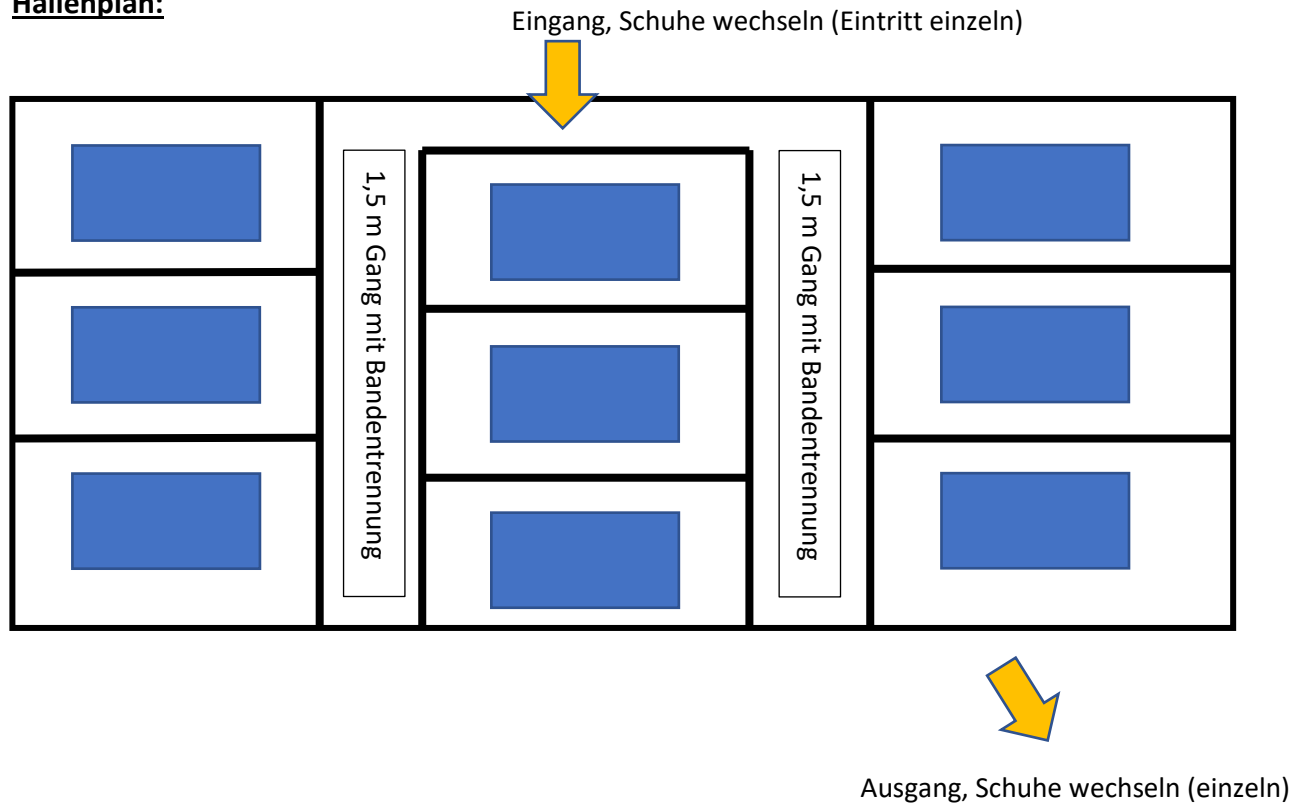 Hallenplan:
Eingang, Schuhe wechseln (Eintritt einzeln)
1,5 m Gang mit Bandentrennung
1,5 m Gang mit Bandentrennung
Ausgang, Schuhe wechseln (einzeln)